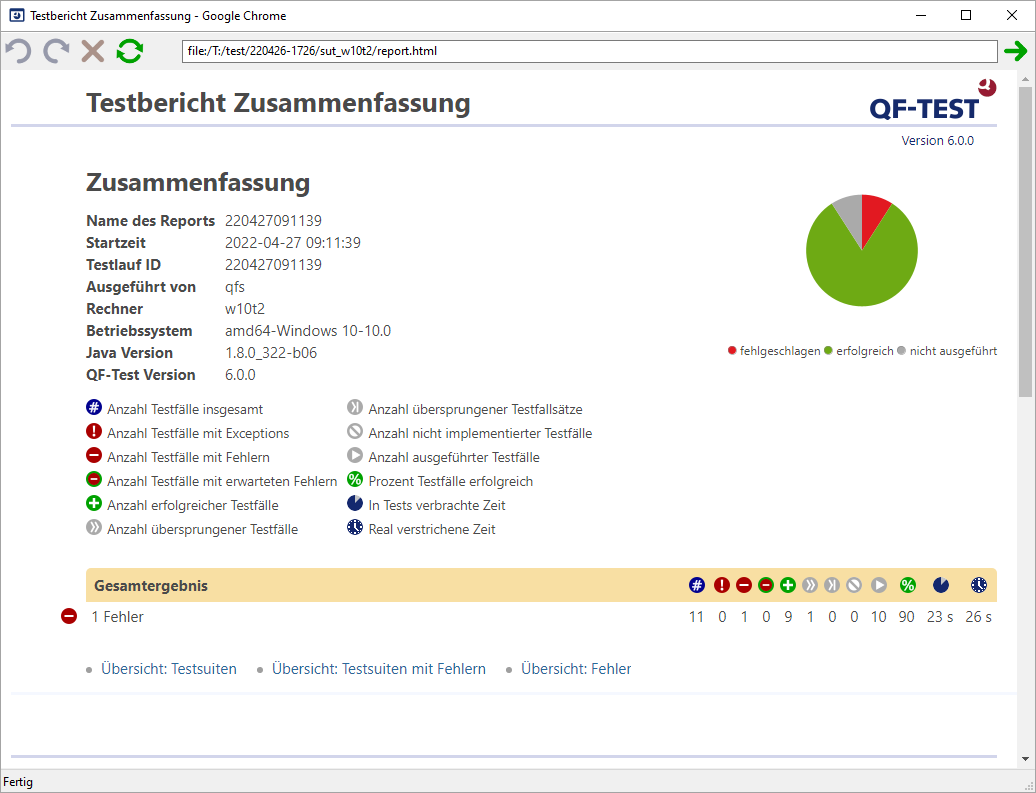 Testbericht Zusammenfassung - Google Chrome
file:/T:/test/220426-1726/sut_w10t2/report.html
Testbericht Zusammenfassung
QF-TEST
Version 6.0.0
Zusammenfassung
Name des Reports 220427091139
Startzeit 2022-04-27 09:11:39
Testlauf ID 220427091139
Ausgeführt von qfs
Rechner w10t2
Betriebssystem amd64-Windows 10-10.0
Java Version 1.8.0_322-b06
QF-Test Version 6.0.0
fehlgeschlagen erfolgreich nicht ausgeführt
# Anzahl Testfälle insgesamt Anzahl übersprungener Testfallsätze
! Anzahl Testfälle mit Exceptions Anzahl nicht implementierter Testfälle
Anzahl Testfälle mit Fehlern Anzahl ausgeführter Testfälle
Anzahl Testfälle mit erwarteten Fehlern % Prozent Testfälle erfolgreich
Anzahl erfolgreicher Testfälle In Tests verbrachte Zeit
Anzahl übersprungener Testfälle Real verstrichene Zeit
Gesamtergebnis # ! %
1 Fehler 11 0 1 0 9 1 0 0 10 90 23 s 26 s
Übersicht: Testsuiten Übersicht: Testsuiten mit Fehlern Übersicht: Fehler
Fertig